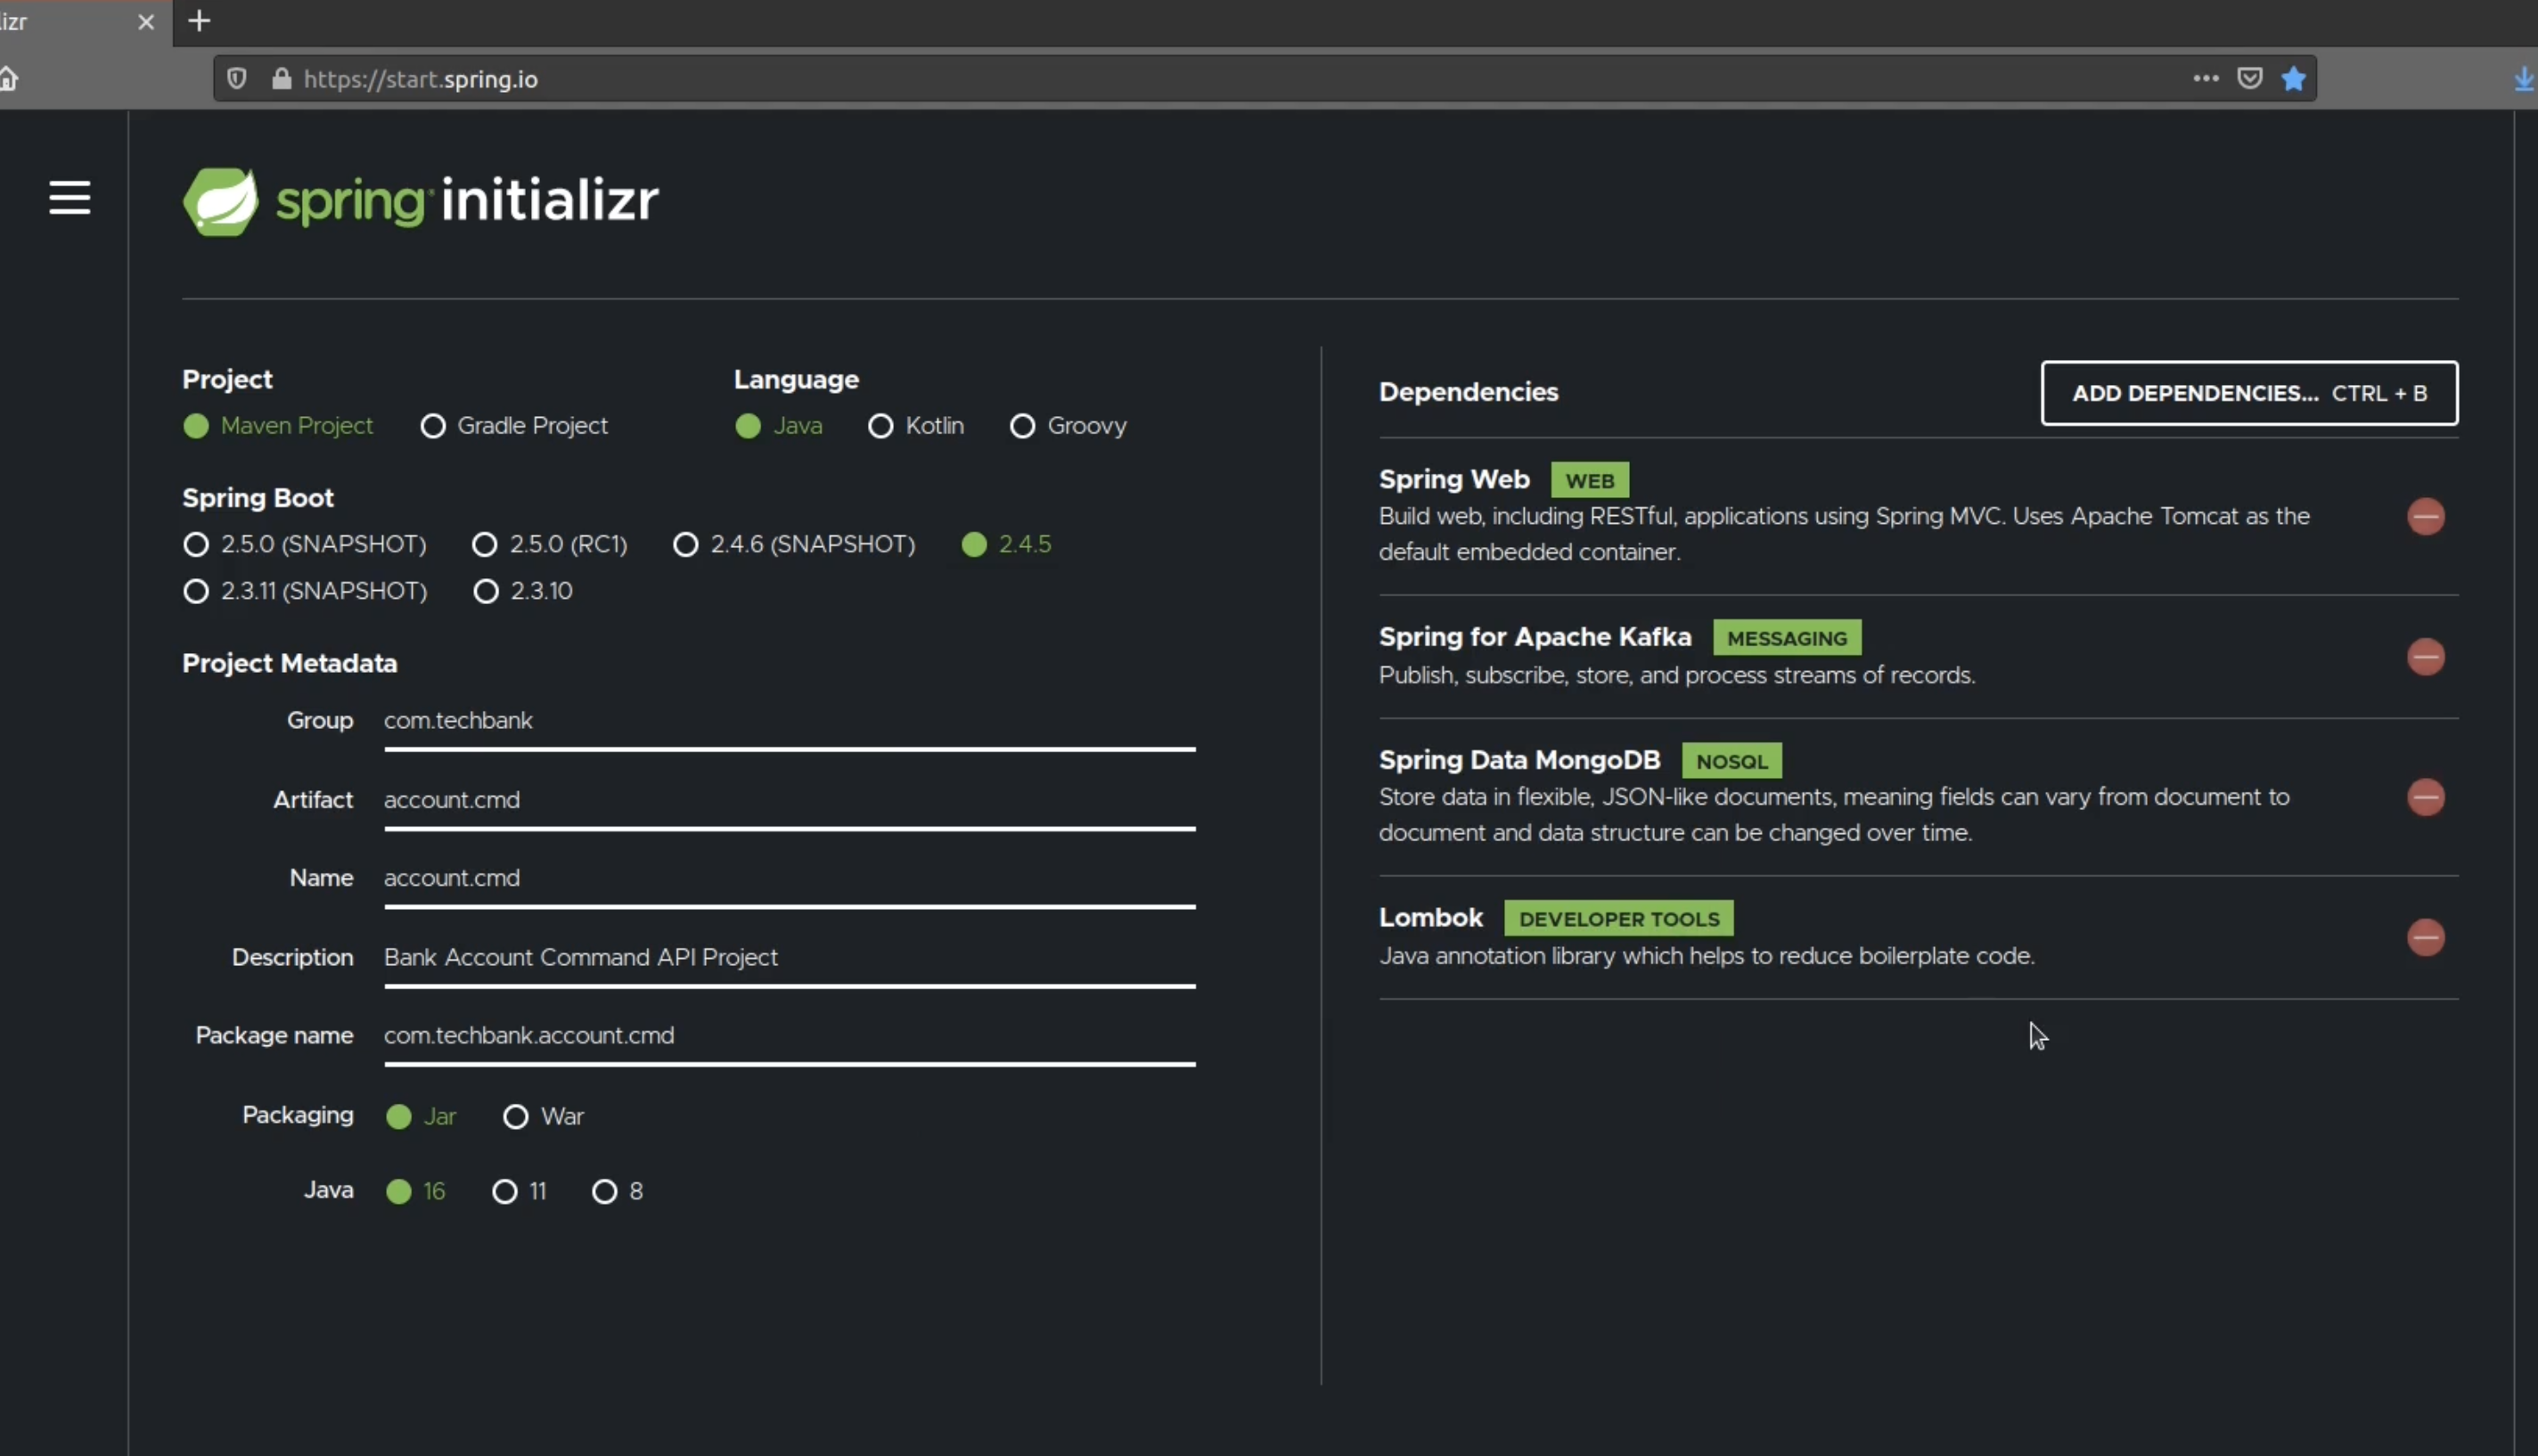 izr
https://start.spring.io
spring initializr
Project
Maven Project
Gradle Project
Language
Java
Kotlin
Groovy
Spring Boot
2.5.0 (SNAPSHOT)
2.5.0 (RC1)
2.4.6 (SNAPSHOT)
2.4.5
2.3.11 (SNAPSHOT)
2.3.10
Project Metadata
Group com.techbank
Artifact account.cmd
Name account.cmd
Description Bank Account Command API Project
Package name com.techbank.account.cmd
Packaging Jar War
Java 16 11 8
Dependencies
ADD DEPENDENCIES... CTRL + B
Spring Web WEB
Build web, including RESTful, applications using Spring MVC. Uses Apache Tomcat as the
default embedded container.
Spring for Apache Kafka MESSAGING
Publish, subscribe, store, and process streams of records.
Spring Data MongoDB NOSQL
Store data in flexible, JSON-like documents, meaning fields can vary from document to
document and data structure can be changed over time.
Lombok DEVELOPER TOOLS
Java annotation library which helps to reduce boilerplate code.